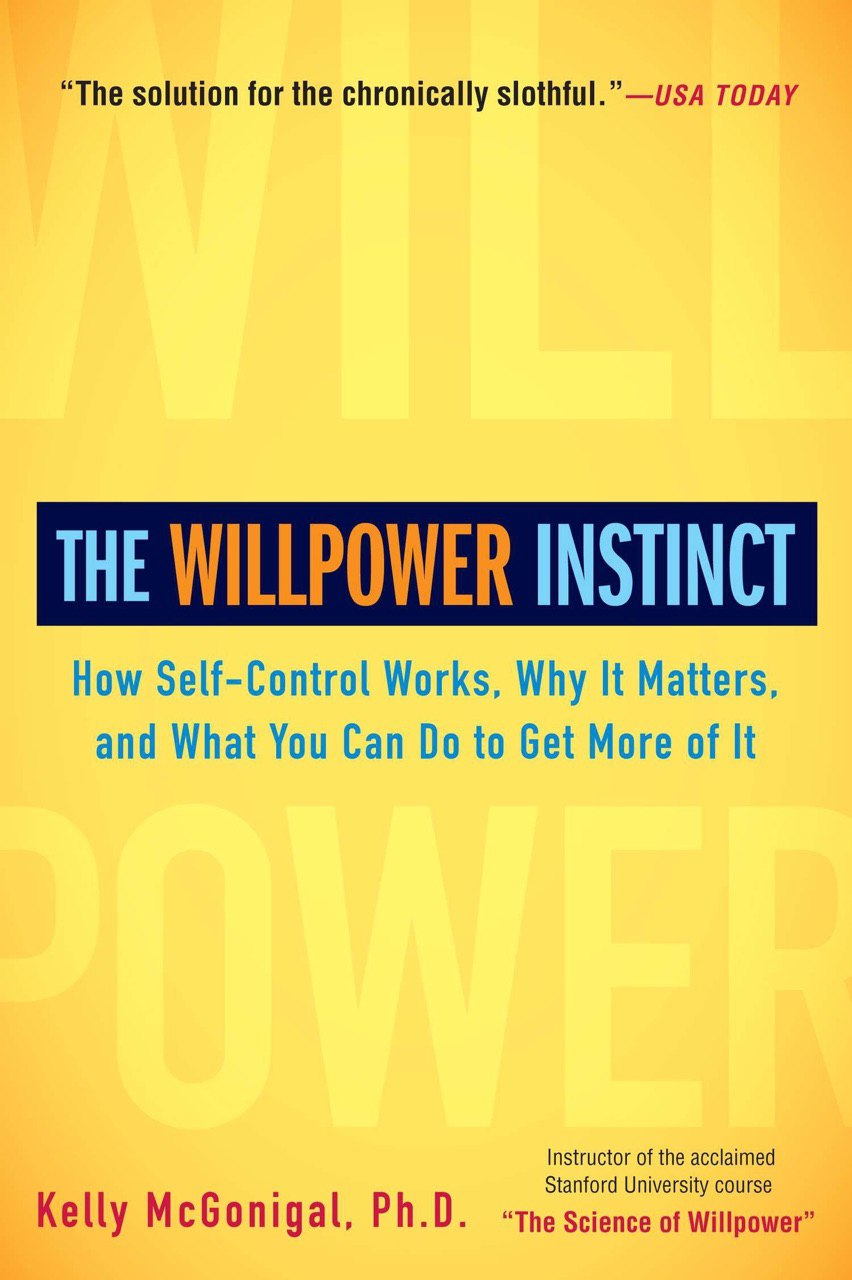 “The solution for the chronically slothful.”—USA TODAY
WILL
THE WILLPOWER INSTINCT
How Self-Control Works, Why It Matters,
and What You Can Do to Get More of It
POWER
Instructor of the acclaimed
Stanford University course
Kelly McGonigal, Ph.D. “The Science of Willpower”